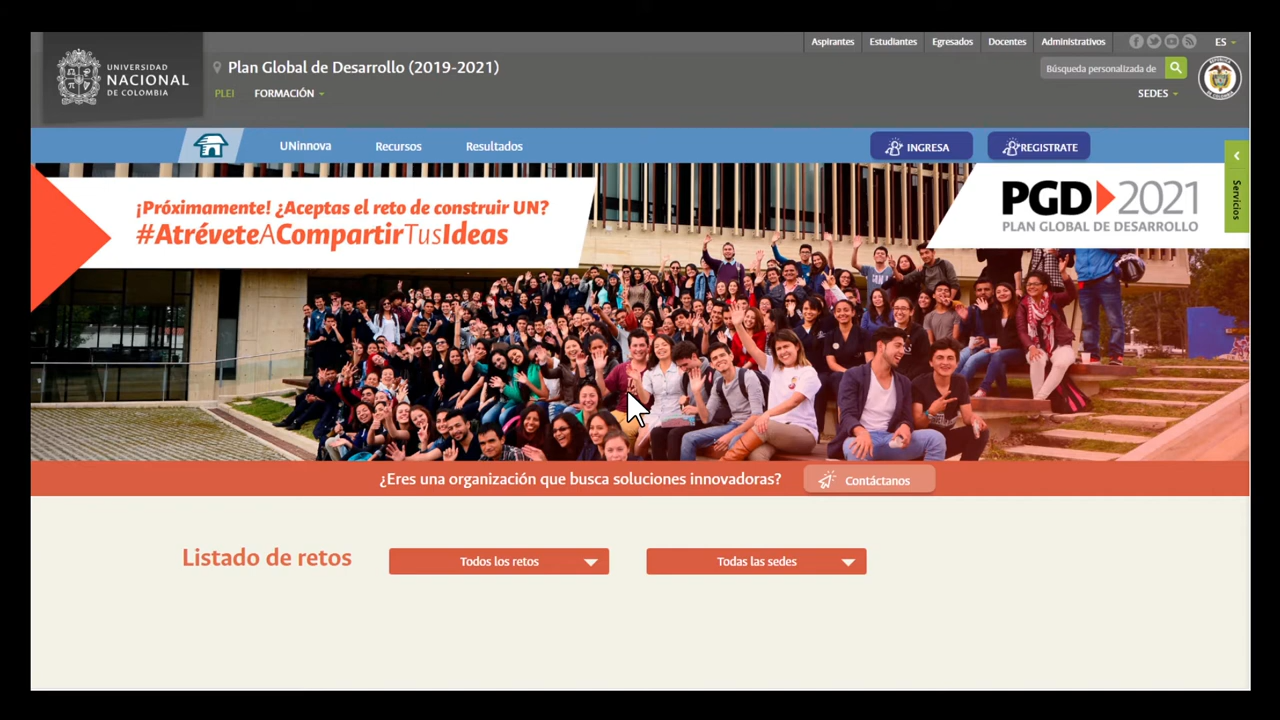 Aspirantes Estudiantes Egresados Docentes Administrativos ES
UNIVERSIDAD
NACIONAL
DE COLOMBIA
Plan Global de Desarrollo (2019-2021)
Búsqueda personalizada de
PLEI FORMACIÓN
SEDES
UNinnova Recursos Resultados INGRESA REGISTRATE
¡Próximamente! ¿Aceptas el reto de construir UN?
#AtréveteACompartirTusIdeas
PGD 2021
PLAN GLOBAL DE DESARROLLO
Servicios
¿Eres una organización que busca soluciones innovadoras? Contáctanos
Listado de retos Todos los retos Todas las sedes